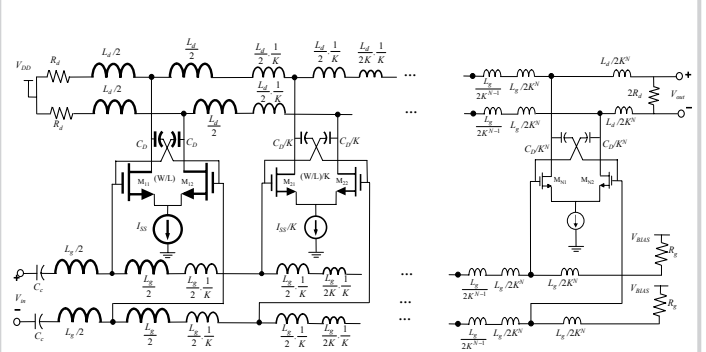 V_DD R_d L_d/2 L_d/2 L_d/2 · 1/K L_d/2 · 1/K L_d/2K · 1/K ...
R_d L_d/2 L_d/2 L_d/2 · 1/K ...
L_g/2K^{N-1} L_g/2K^N L_d/2K^N + 
2R_d V_out
L_g/2K^{N-1} L_g/2K^N L_d/2K^N −
C_D C_D C_D/K C_D/K C_D/K^N C_D/K^N
M_11 (W/L) M_12 M_21 (W/L)/K M_22 M_N1 M_N2
I_SS I_SS/K
C_c L_g/2 L_g/2 L_g/2 · 1/K L_g/2 · 1/K L_g/2K · 1/K ...
+ V_in −
...
C_c L_g/2 L_g/2 L_g/2 · 1/K L_g/2 · 1/K L_g/2K · 1/K ...
L_g/2K^{N-1} L_g/2K^N L_g/2K^N V_BIAS R_g
L_g/2K^{N-1} L_g/2K^N L_g/2K^N V_BIAS R_g